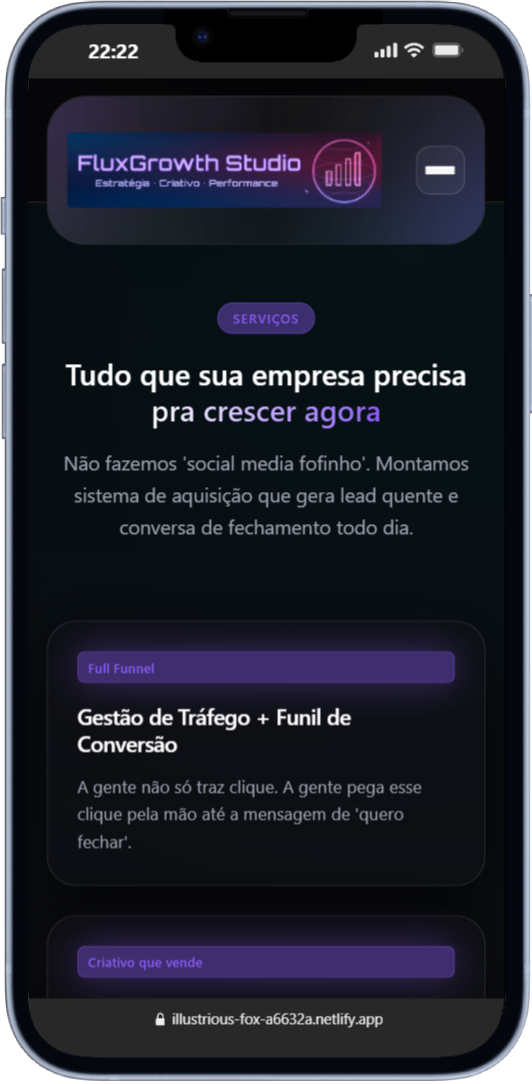 22:22
FluxGrowth Studio
Estratégia · Criativo · Performance
SERVIÇOS
Tudo que sua empresa precisa
pra crescer agora
Não fazemos 'social media fofinho'. Montamos
sistema de aquisição que gera lead quente e
conversa de fechamento todo dia.
Full Funnel
Gestão de Tráfego + Funil de
Conversão
A gente não só traz clique. A gente pega esse
clique pela mão até a mensagem de 'quero
fechar'.
Criativo que vende
illustrious-fox-a6632a.netlify.app